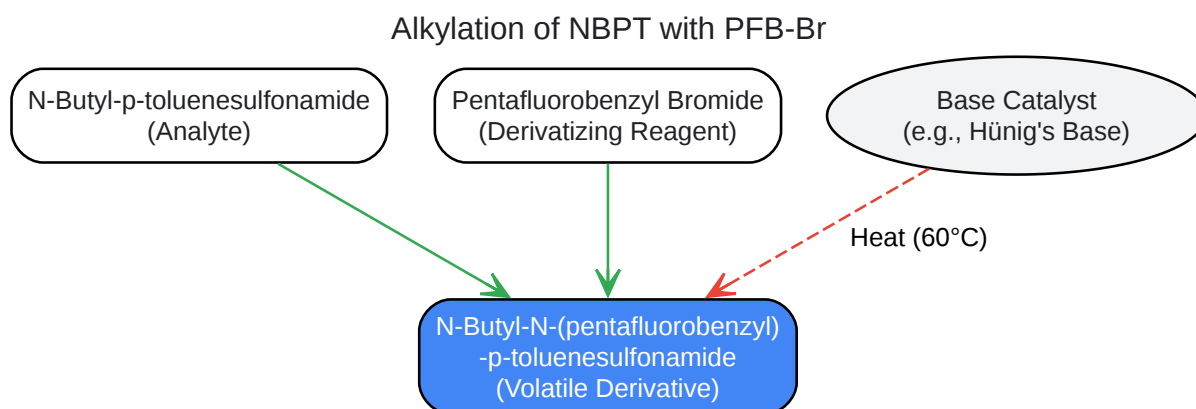 Alkylation of NBPT with PFB-Br
N-Butyl-p-toluenesulfonamide
(Analyte)
Pentafluorobenzyl Bromide
(Derivatizing Reagent)
Base Catalyst
(e.g., Hünig's Base)
Heat (60°C)
N-Butyl-N-(pentafluorobenzyl)
-p-toluenesulfonamide
(Volatile Derivative)